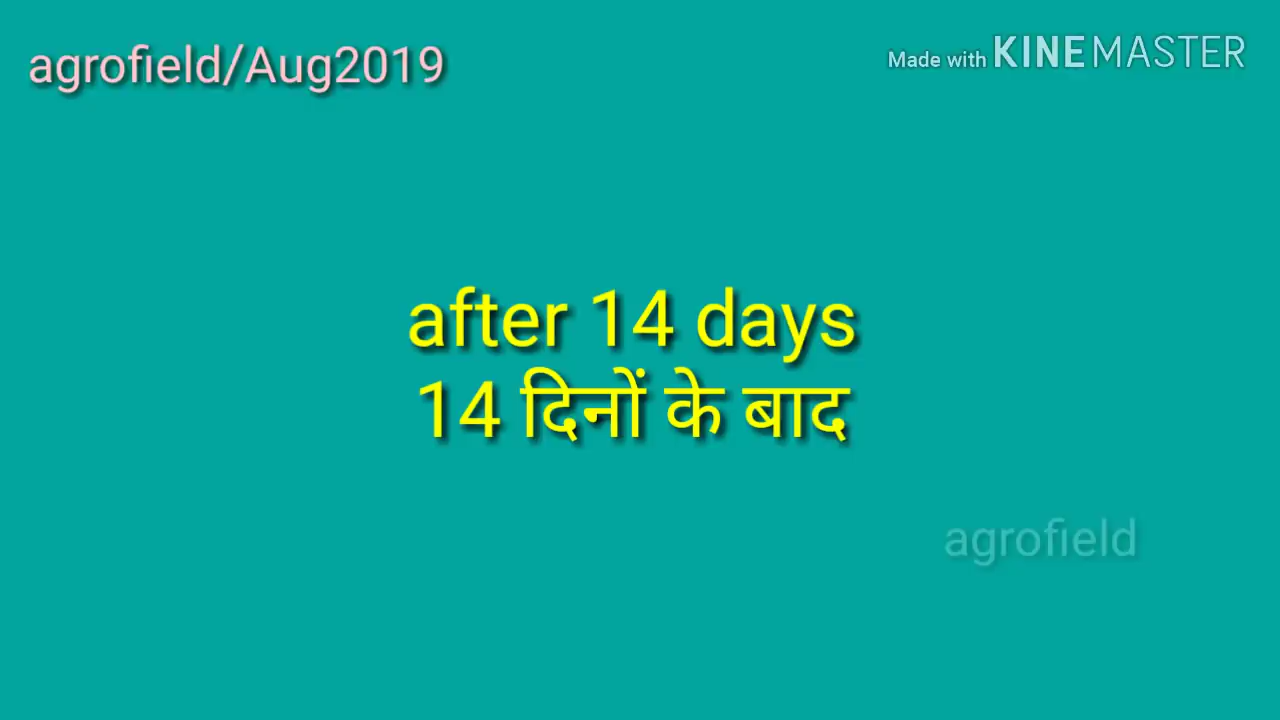 agrofield/Aug2019
Made with KINEMASTER
after 14 days
14 दिनों के बाद
agrofield